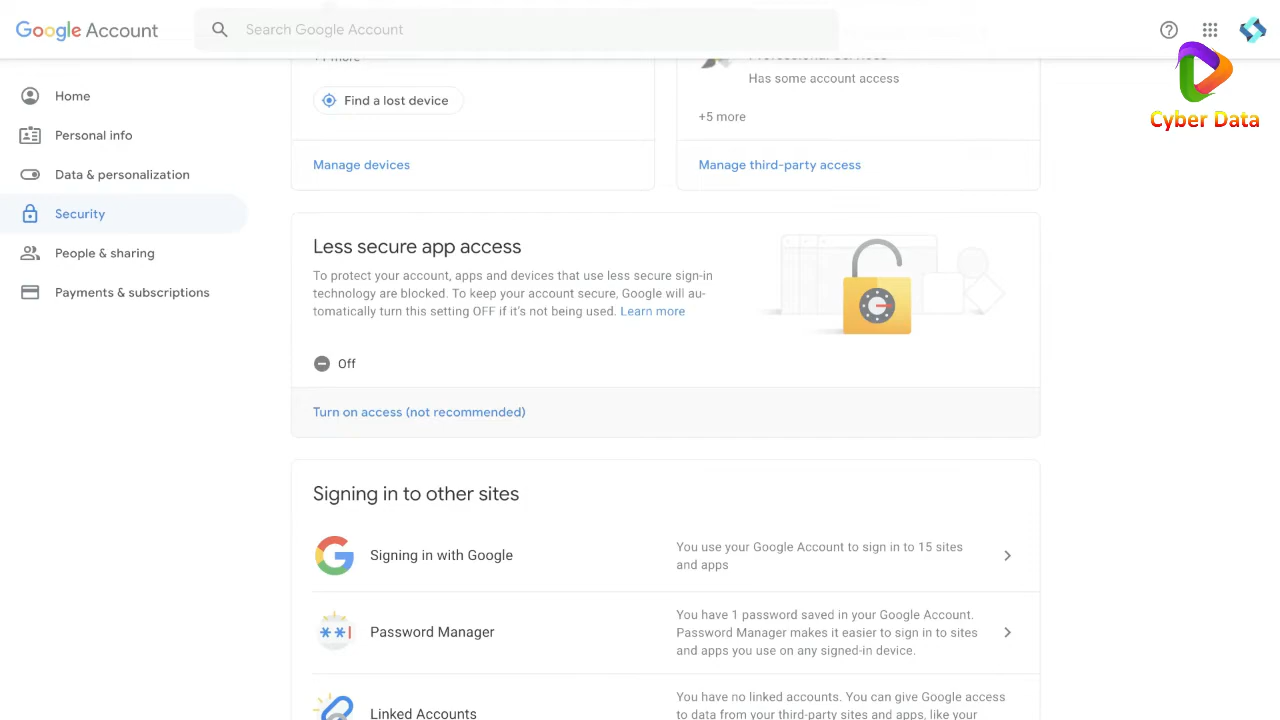 Google Account
Search Google Account
Cyber Data
Home
Personal info
Data & personalization
Security
People & sharing
Payments & subscriptions
+1 more
Find a lost device
Manage devices
Professional Services
Has some account access
+5 more
Manage third-party access
Less secure app access
To protect your account, apps and devices that use less secure sign-in
technology are blocked. To keep your account secure, Google will au-
tomatically turn this setting OFF if it's not being used. Learn more
Off
Turn on access (not recommended)
Signing in to other sites
Signing in with Google
You use your Google Account to sign in to 15 sites
and apps
Password Manager
You have 1 password saved in your Google Account.
Password Manager makes it easier to sign in to sites
and apps you use on any signed-in device.
Linked Accounts
You have no linked accounts. You can give Google access
to data from your third-party sites and apps, like your